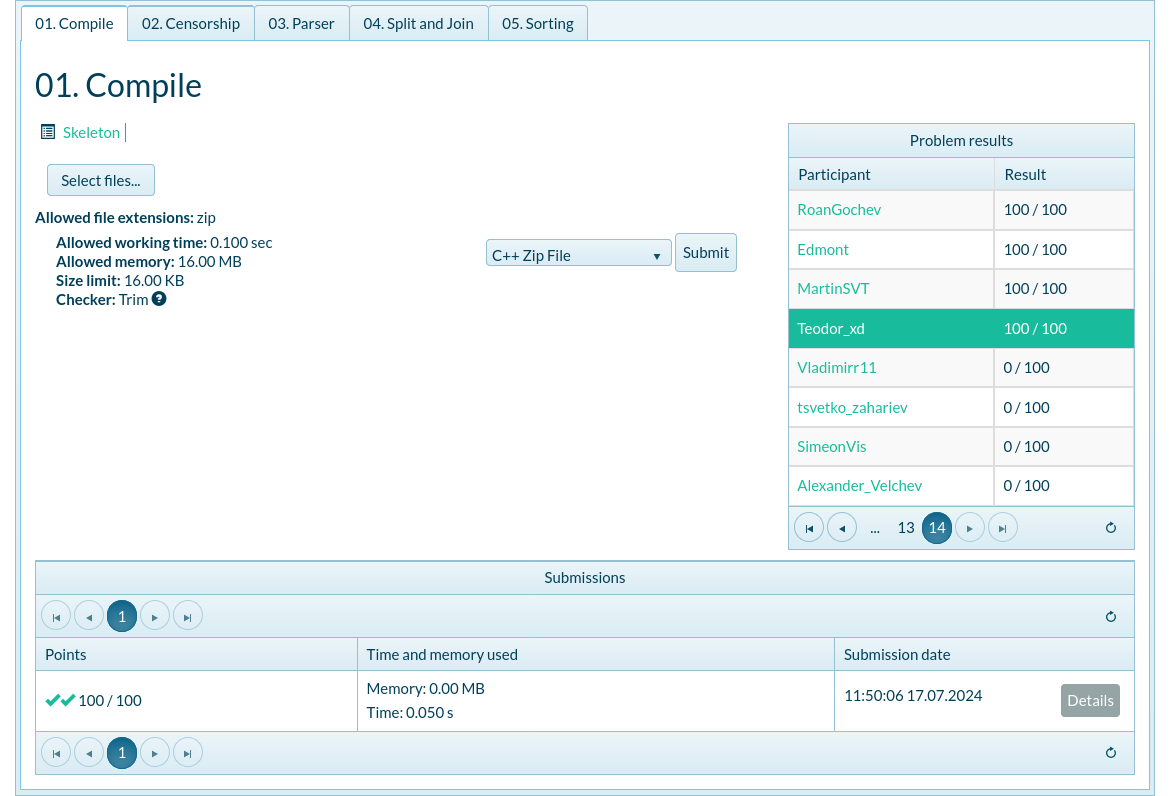 01. Compile 02. Censorship 03. Parser 04. Split and Join 05. Sorting
01. Compile
Skeleton
Select files...
Allowed file extensions: zip
Allowed working time: 0.100 sec
Allowed memory: 16.00 MB
Size limit: 16.00 KB
Checker: Trim ?
C++ Zip File
Submit
Problem results
Participant Result
RoanGochev 100 / 100
Edmont 100 / 100
MartinSVT 100 / 100
Teodor_xd 100 / 100
Vladimirr11 0 / 100
tsvetko_zahariev 0 / 100
SimeonVis 0 / 100
Alexander_Velchev 0 / 100
... 13 14
Submissions
1
Points Time and memory used Submission date
100 / 100
Memory: 0.00 MB
Time: 0.050 s
11:50:06 17.07.2024
Details
1